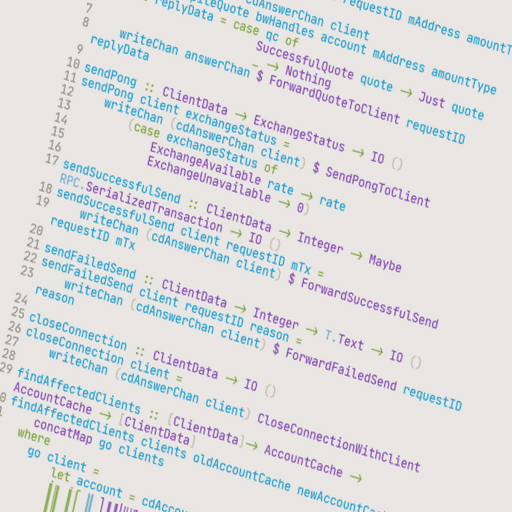 requestID mAddress amountT
cdAnswerChan client
bwHandles account mAddress amountType
7
replyData = case qc of
8
SuccessfulQuote quote → Just quote
_ → Nothing
writeChan answerChan $ ForwardQuoteToClient requestID
9
replyData
10
11 sendPong :: ClientData → ExchangeStatus → IO ()
12 sendPong client exchangeStatus =
13 writeChan (cdAnswerChan client) $ SendPongToClient
14 (case exchangeStatus of
15 ExchangeAvailable rate → rate
16 ExchangeUnavailable → 0)
17
sendSuccessfulSend :: ClientData → Integer → Maybe
18 RPC.SerializedTransaction → IO ()
19 sendSuccessfulSend client requestID mTx =
writeChan (cdAnswerChan client) $ ForwardSuccessfulSend
20 requestID mTx
21
22 sendFailedSend :: ClientData → Integer → T.Text → IO ()
23 sendFailedSend client requestID reason =
writeChan (cdAnswerChan client) $ ForwardFailedSend requestID
24 reason
25
26 closeConnection :: ClientData → IO ()
27 closeConnection client =
28 writeChan (cdAnswerChan client) CloseConnectionWithClient
29
findAffectedClients :: [ClientData]→ AccountCache →
AccountCache → [ClientData]
findAffectedClients clients oldAccountCache
concatMap go clients
where
go client =
let account =